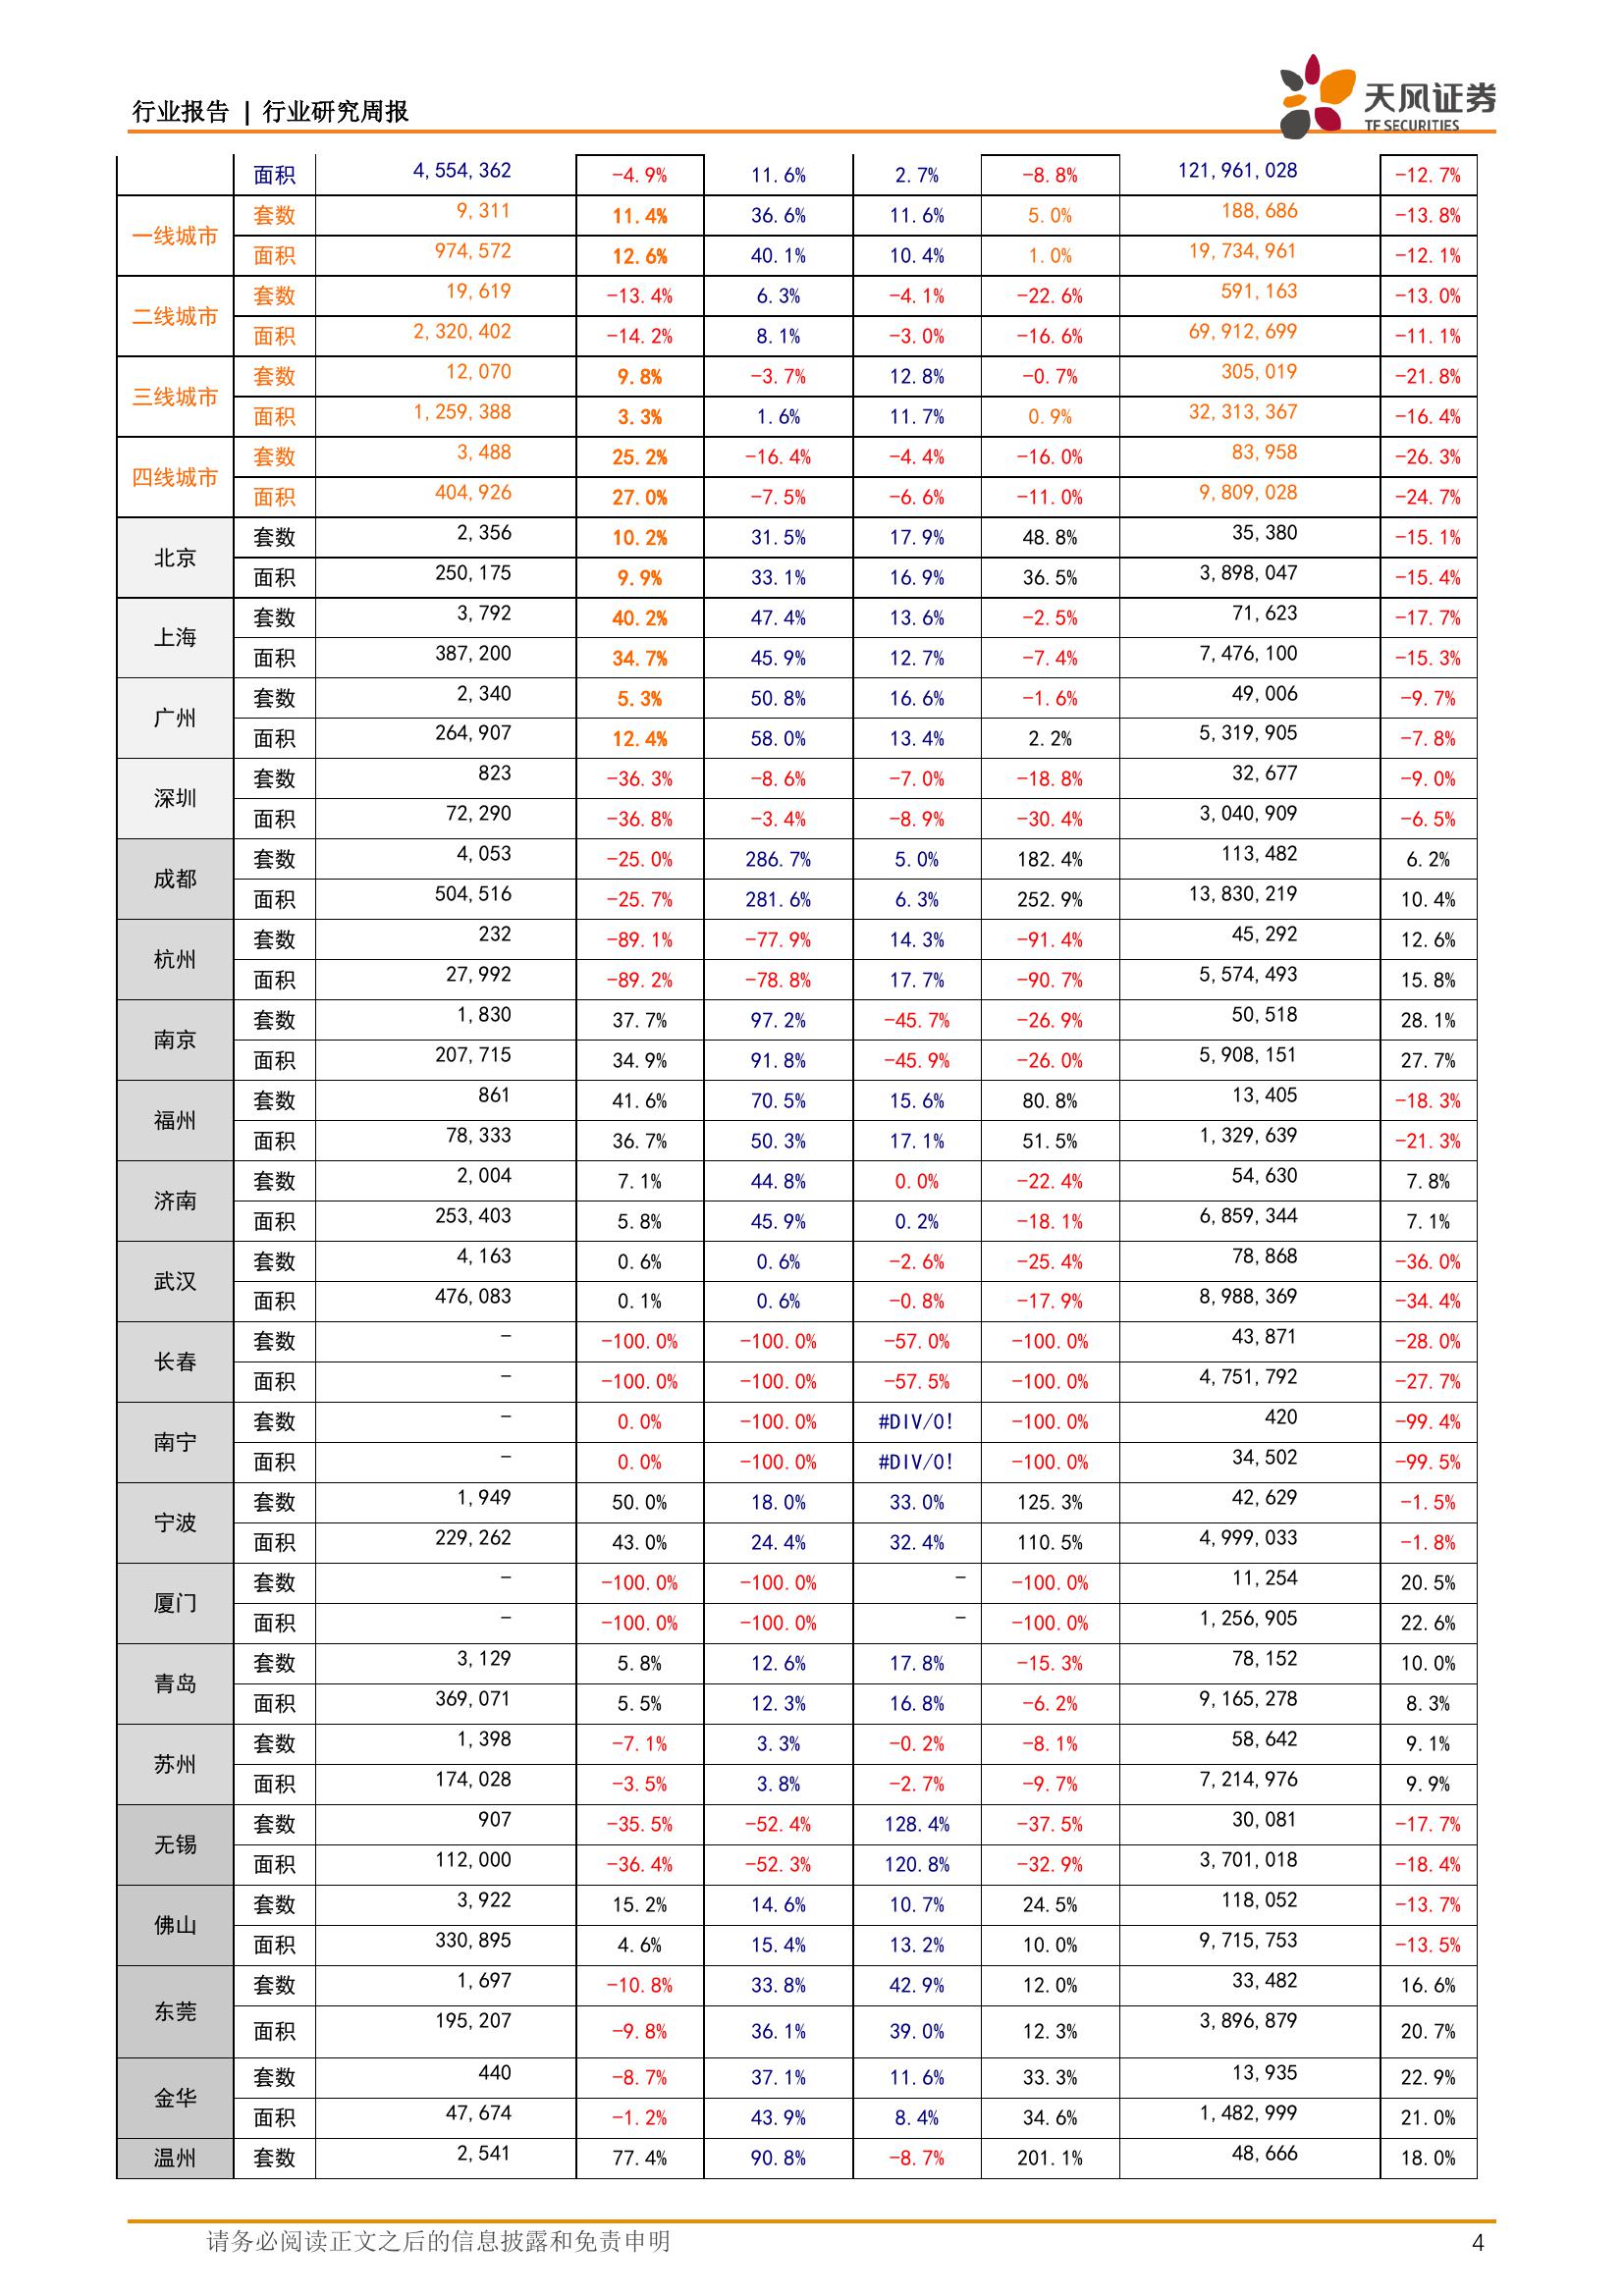 行业报告 | 行业研究周报
天风证券
TF SECURITIES
面积 4,554,362 -4.9% 11.6% 2.7% -8.8% 121,961,028 -12.7%
一线城市 套数 9,311 11.4% 36.6% 11.6% 5.0% 188,686 -13.8%
面积 974,572 12.6% 40.1% 10.4% 1.0% 19,734,961 -12.1%
二线城市 套数 19,619 -13.4% 6.3% -4.1% -22.6% 591,163 -13.0%
面积 2,320,402 -14.2% 8.1% -3.0% -16.6% 69,912,699 -11.1%
三线城市 套数 12,070 9.8% -3.7% 12.8% -0.7% 305,019 -21.8%
面积 1,259,388 3.3% 1.6% 11.7% 0.9% 32,313,367 -16.4%
四线城市 套数 3,488 25.2% -16.4% -4.4% -16.0% 83,958 -26.3%
面积 404,926 27.0% -7.5% -6.6% -11.0% 9,809,028 -24.7%
北京 套数 2,356 10.2% 31.5% 17.9% 48.8% 35,380 -15.1%
面积 250,175 9.9% 33.1% 16.9% 36.5% 3,898,047 -15.4%
上海 套数 3,792 40.2% 47.4% 13.6% -2.5% 71,623 -17.7%
面积 387,200 34.7% 45.9% 12.7% -7.4% 7,476,100 -15.3%
广州 套数 2,340 5.3% 50.8% 16.6% -1.6% 49,006 -9.7%
面积 264,907 12.4% 58.0% 13.4% 2.2% 5,319,905 -7.8%
深圳 套数 823 -36.3% -8.6% -7.0% -18.8% 32,677 -9.0%
面积 72,290 -36.8% -3.4% -8.9% -30.4% 3,040,909 -6.5%
成都 套数 4,053 -25.0% 286.7% 5.0% 182.4% 113,482 6.2%
面积 504,516 -25.7% 281.6% 6.3% 252.9% 13,830,219 10.4%
杭州 套数 232 -89.1% -77.9% 14.3% -91.4% 45,292 12.6%
面积 27,992 -89.2% -78.8% 17.7% -90.7% 5,574,493 15.8%
南京 套数 1,830 37.7% 97.2% -45.7% -26.9% 50,518 28.1%
面积 207,715 34.9% 91.8% -45.9% -26.0% 5,908,151 27.7%
福州 套数 861 41.6% 70.5% 15.6% 80.8% 13,405 -18.3%
面积 78,333 36.7% 50.3% 17.1% 51.5% 1,329,639 -21.3%
济南 套数 2,004 7.1% 44.8% 0.0% -22.4% 54,630 7.8%
面积 253,403 5.8% 45.9% 0.2% -18.1% 6,859,344 7.1%
武汉 套数 4,163 0.6% 0.6% -2.6% -25.4% 78,868 -36.0%
面积 476,083 0.1% 0.6% -0.8% -17.9% 8,988,369 -34.4%
长春 套数 - -100.0% -100.0% -57.0% -100.0% 43,871 -28.0%
面积 - -100.0% -100.0% -57.5% -100.0% 4,751,792 -27.7%
南宁 套数 - 0.0% -100.0% #DIV/0! -100.0% 420 -99.4%
面积 - 0.0% -100.0% #DIV/0! -100.0% 34,502 -99.5%
宁波 套数 1,949 50.0% 18.0% 33.0% 125.3% 42,629 -1.5%
面积 229,262 43.0% 24.4% 32.4% 110.5% 4,999,033 -1.8%
厦门 套数 - -100.0% -100.0% - -100.0% 11,254 20.5%
面积 - -100.0% -100.0% - -100.0% 1,256,905 22.6%
青岛 套数 3,129 5.8% 12.6% 17.8% -15.3% 78,152 10.0%
面积 369,071 5.5% 12.3% 16.8% -6.2% 9,165,278 8.3%
苏州 套数 1,398 -7.1% 3.3% -0.2% -8.1% 58,642 9.1%
面积 174,028 -3.5% 3.8% -2.7% -9.7% 7,214,976 9.9%
无锡 套数 907 -35.5% -52.4% 128.4% -37.5% 30,081 -17.7%
面积 112,000 -36.4% -52.3% 120.8% -32.9% 3,701,018 -18.4%
佛山 套数 3,922 15.2% 14.6% 10.7% 24.5% 118,052 -13.7%
面积 330,895 4.6% 15.4% 13.2% 10.0% 9,715,753 -13.5%
东莞 套数 1,697 -10.8% 33.8% 42.9% 12.0% 33,482 16.6%
面积 195,207 -9.8% 36.1% 39.0% 12.3% 3,896,879 20.7%
金华 套数 440 -8.7% 37.1% 11.6% 33.3% 13,935 22.9%
面积 47,674 -1.2% 43.9% 8.4% 34.6% 1,482,999 21.0%
温州 套数 2,541 77.4% 90.8% -8.7% 201.1% 48,666 18.0%
请务必阅读正文之后的信息披露和免责申明
4